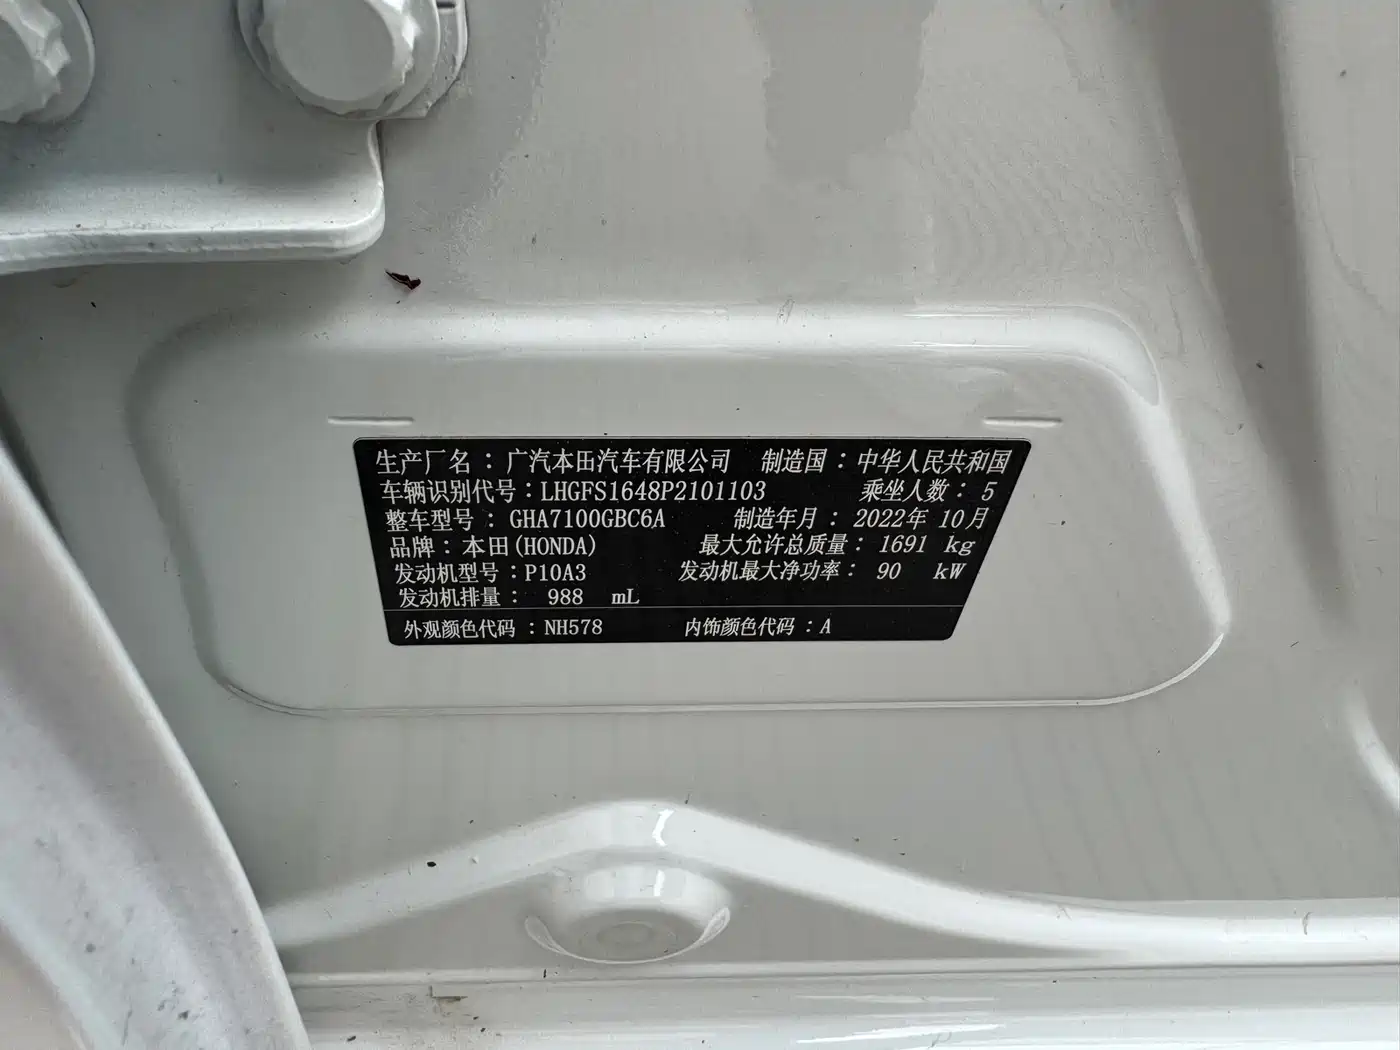 生产厂名：广汽本田汽车有限公司 制造国：中华人民共和国
车辆识别代号：LHGFS1648P2101103 乘坐人数：5
整车型号：GHA7100GBC6A 制造年月：2022年10月
品牌：本田(HONDA) 最大允许总质量：1691 kg
发动机型号：P10A3 发动机最大净功率：90 kW
发动机排量：988 mL
外观颜色代码：NH578 内饰颜色代码：A